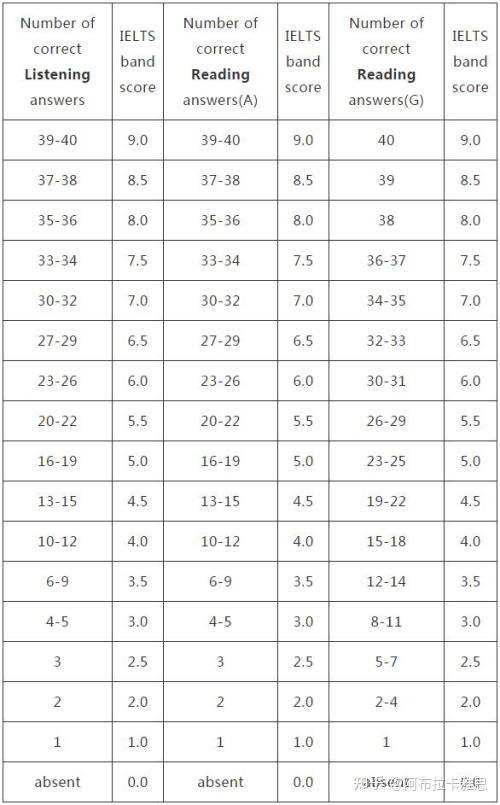 Number of correct Listening answers | IELTS band score | Number of correct Reading answers(A) | IELTS band score | Number of correct Reading answers(G) | IELTS band score
39-40 9.0 39-40 9.0 40 9.0
37-38 8.5 37-38 8.5 39 8.5
35-36 8.0 35-36 8.0 38 8.0
33-34 7.5 33-34 7.5 36-37 7.5
30-32 7.0 30-32 7.0 34-35 7.0
27-29 6.5 27-29 6.5 32-33 6.5
23-26 6.0 23-26 6.0 30-31 6.0
20-22 5.5 20-22 5.5 26-29 5.5
16-19 5.0 16-19 5.0 23-25 5.0
13-15 4.5 13-15 4.5 19-22 4.5
10-12 4.0 10-12 4.0 15-18 4.0
6-9 3.5 6-9 3.5 12-14 3.5
4-5 3.0 4-5 3.0 8-11 3.0
3 2.5 3 2.5 5-7 2.5
2 2.0 2 2.0 2-4 2.0
1 1.0 1 1.0 1 1.0
absent 0.0 absent 0.0 absent 0.0
知乎 @阿布拉卡雅思